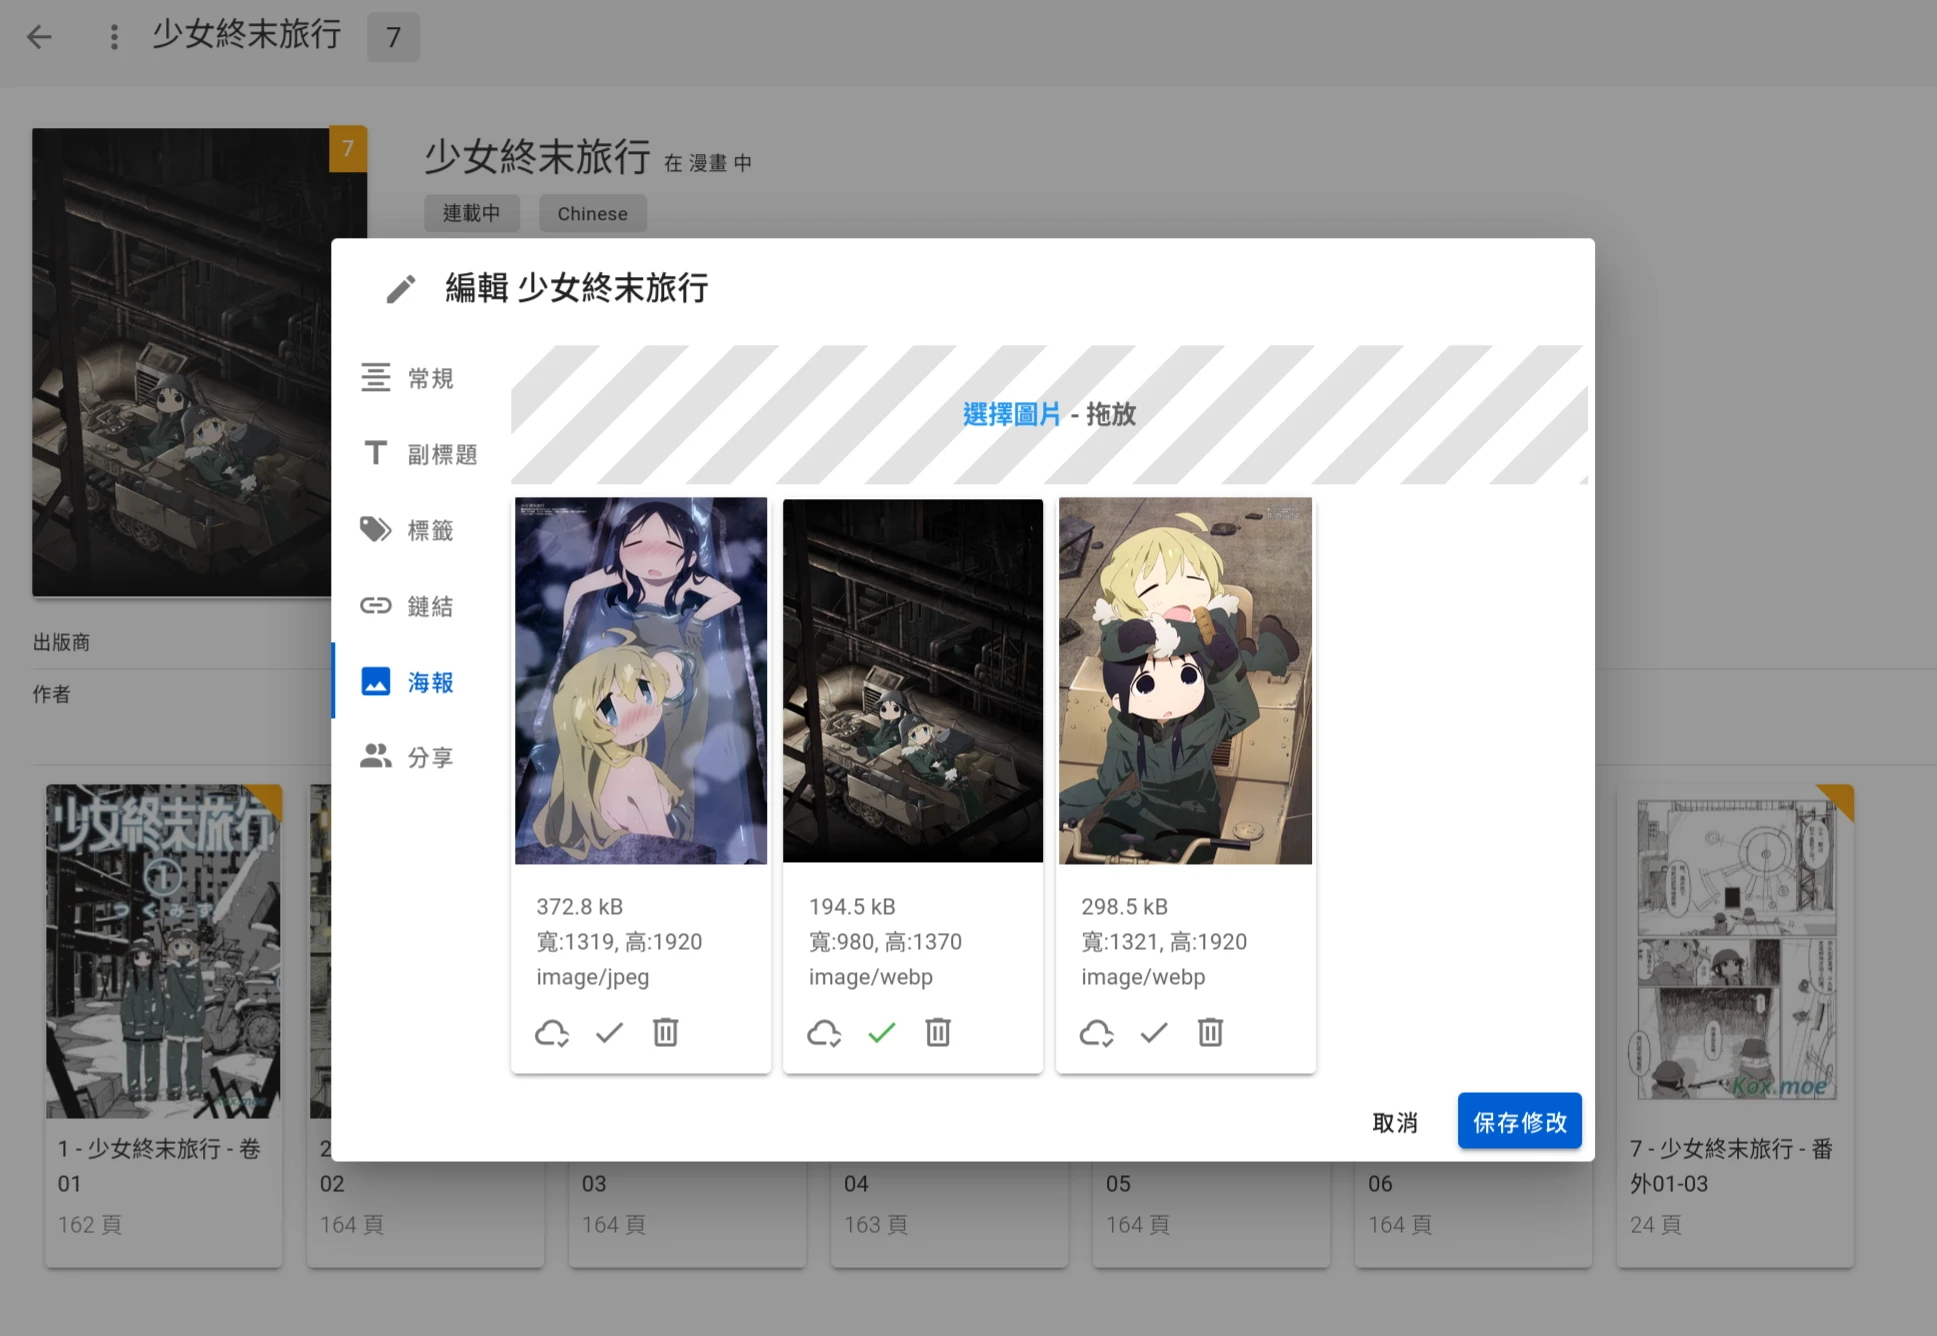 少女終末旅行 7
7
少女終末旅行 在 漫畫 中
連載中 Chinese
編輯 少女終末旅行
常規
副標題
標籤
鏈結
海報
分享
選擇圖片 - 拖放
372.8 kB
寬:1319, 高:1920
image/jpeg
194.5 kB
寬:980, 高:1370
image/webp
298.5 kB
寬:1321, 高:1920
image/webp
取消 保存修改
出版商
作者
少女終末旅行
1
つくみず
Kox.moe
1 - 少女終末旅行 - 卷
01
162 頁
2
02
164 頁
03
164 頁
04
163 頁
05
164 頁
06
164 頁
Kox.moe
7 - 少女終末旅行 - 番
外01-03
24 頁